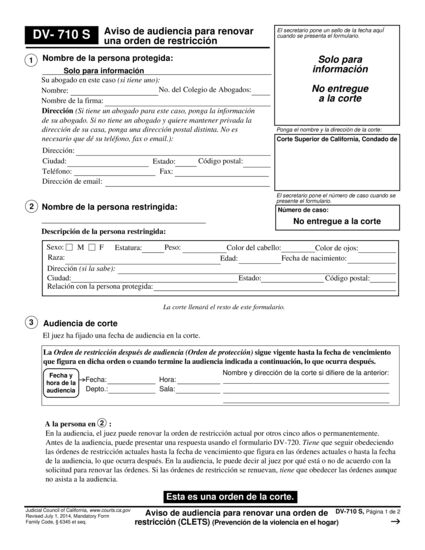 DV- 710 S
Aviso de audiencia para renovar
una orden de restricción
El secretario pone un sello de la fecha aquí
cuando se presenta el formulario.
Solo para
información
No entregue
a la corte
1 Nombre de la persona protegida:
Solo para información
Su abogado en este caso (si tiene uno):
Nombre: No. del Colegio de Abogados:
Nombre de la firma:
Dirección (Si tiene un abogado para este caso, ponga la información
de su abogado. Si no tiene un abogado y quiere mantener privada la
dirección de su casa, ponga una dirección postal distinta. No es
necesario que dé su teléfono, fax o email.):
Dirección:
Ciudad: Estado: Código postal:
Teléfono: Fax:
Dirección de email:
Ponga el nombre y la dirección de la corte:
Corte Superior de California, Condado de
El secretario pone el número de caso cuando se
presente el formulario.
Número de caso:
No entregue a la corte
2 Nombre de la persona restringida:
Descripción de la persona restringida:
Sexo: M F Estatura: Peso: Color del cabello: Color de ojos:
Raza: Edad: Fecha de nacimiento:
Dirección (si la sabe):
Ciudad: Estado: Código postal:
Relación con la persona protegida:
La corte llenará el resto de este formulario.
3 Audiencia de corte
El juez ha fijado una fecha de audiencia en la corte.
La Orden de restricción después de audiencia (Orden de protección) sigue vigente hasta la fecha de vencimiento
que figura en dicha orden o cuando termine la audiencia indicada a continuación, lo que ocurra después.
Fecha y
hora de la
audiencia
→Fecha: Hora:
Depto.: Sala:
Nombre y dirección de la corte si difiere de la anterior:
A la persona en 2 :
En la audiencia, el juez puede renovar la orden de restricción actual por otros cinco años o permanentemente.
Antes de la audiencia, puede presentar una respuesta usando el formulario DV-720. Tiene que seguir obedeciendo
las órdenes de restricción actuales hasta la fecha de vencimiento que figura en las órdenes actuales o hasta la fecha
de la audiencia, lo que ocurra después. En la audiencia, le puede decir al juez por qué está o no de acuerdo con la
solicitud para renovar las órdenes. Si las órdenes de restricción se renuevan, tiene que obedecer las órdenes aunque
no asista a la audiencia.
Esta es una orden de la corte.
Judicial Council of California, www.courts.ca.gov
Revised July 1, 2014, Mandatory Form
Family Code, § 6345 et seq.
Aviso de audiencia para renovar una orden de
restricción (CLETS) (Prevención de la violencia en el hogar)
DV-710 S, Página 1 de 2
→